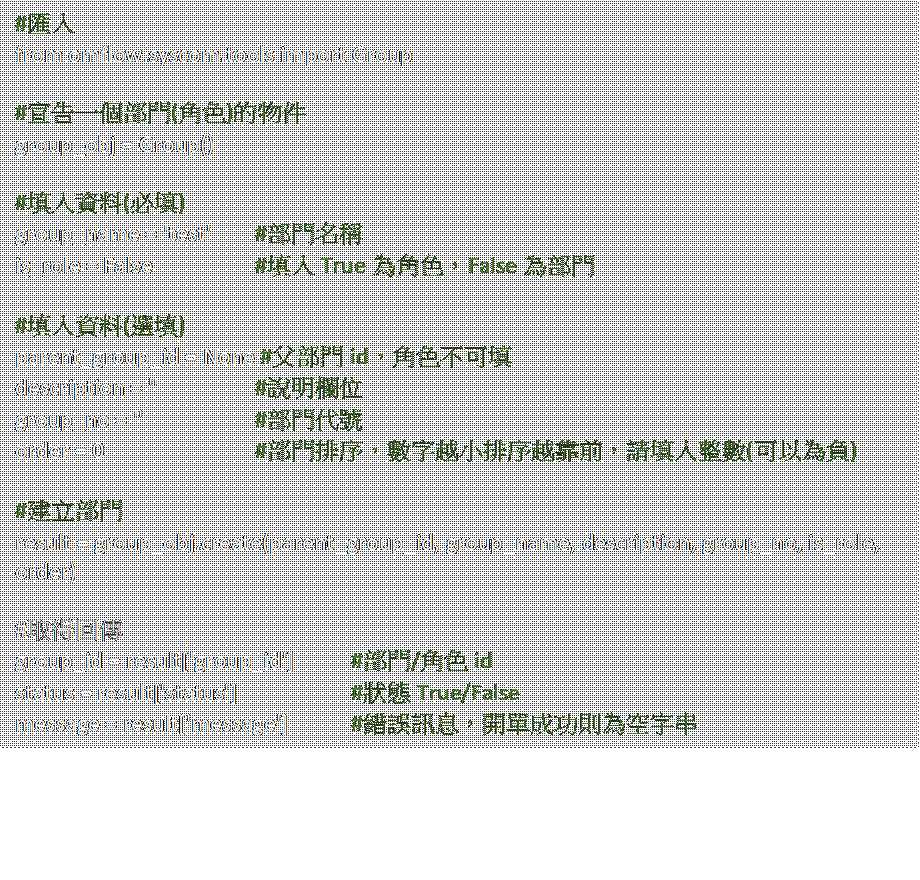 #匯入
from omflow.syscom.tools import Group
#宣告一個部門(角色)的物件
group_obj = Group()
#填入資料(必填)
group_name = 'test' #部門名稱
is_role = False #填入 True 為角色，False 為部門
#填入資料(選填)
parent_group_id = None #父部門 id，角色不可填
description = '' #說明欄位
group_no = '' #部門代號
order = 0 #部門排序，數字越小排序越靠前，請填入整數(可以為負)
#建立部門
result = group_obj.create(parent_group_id, group_name, description, group_no, is_role,
order)
#取得回傳
group_id = result['group_id'] #部門/角色 id
status = result['status'] #狀態 True/False
message = result['message'] #錯誤訊息，開單成功則為空字串